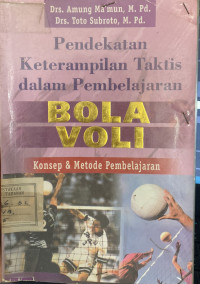 Drs. Amung Ma'mun, M. Pd.
Drs. Toto Subroto, M. Pd.
Pendekatan
Keterampilan Taktis
dalam Pembelajaran
BOLA
VOLI
Konsep & Metode Pembelajaran